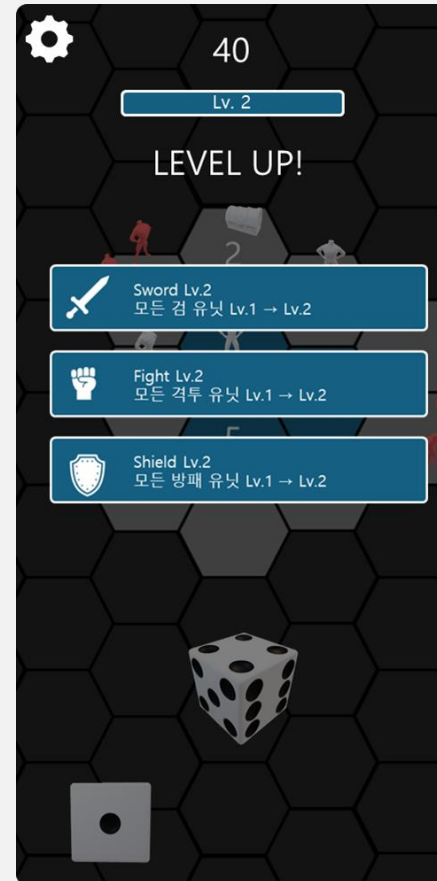 40
Lv. 2
LEVEL UP!
2
Sword Lv.2
모든 검 유닛 Lv.1 → Lv.2
Fight Lv.2
모든 격투 유닛 Lv.1 → Lv.2
5
Shield Lv.2
모든 방패 유닛 Lv.1 → Lv.2